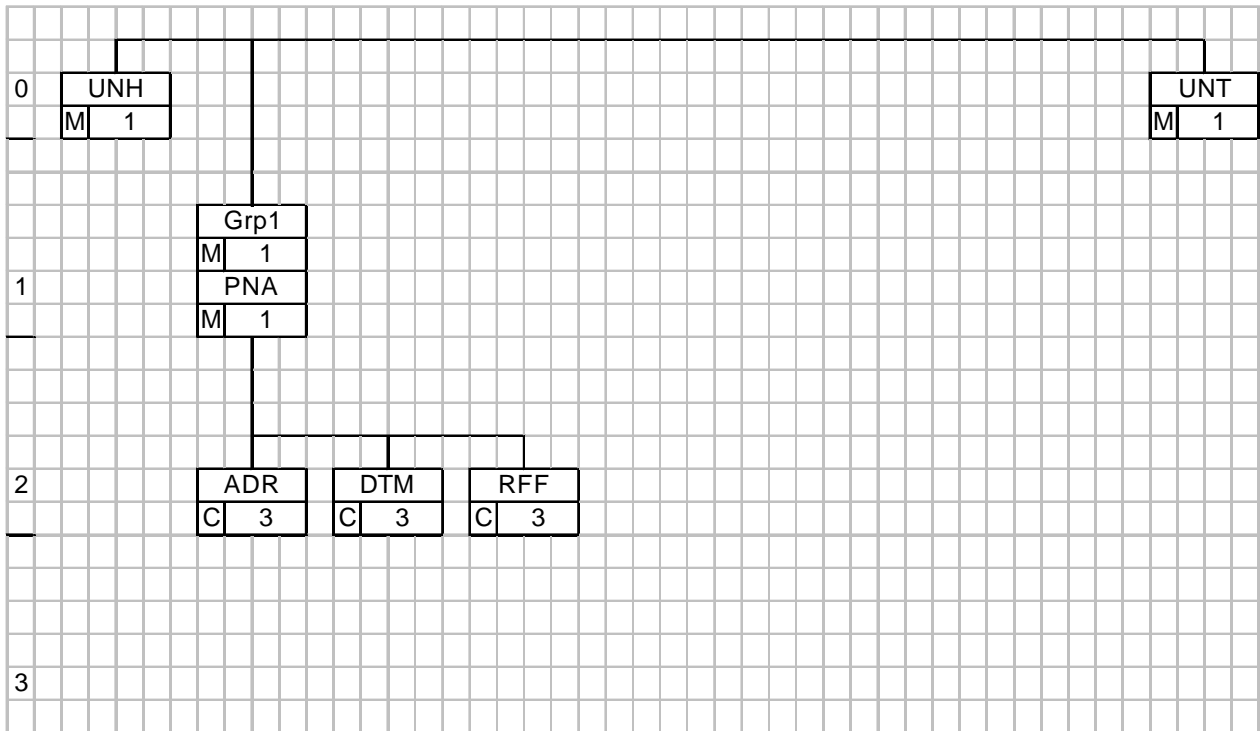 0 UNH UNT
M 1 M 1
Grp1
M 1
1 PNA
M 1
2 ADR DTM RFF
C 3 C 3 C 3
3